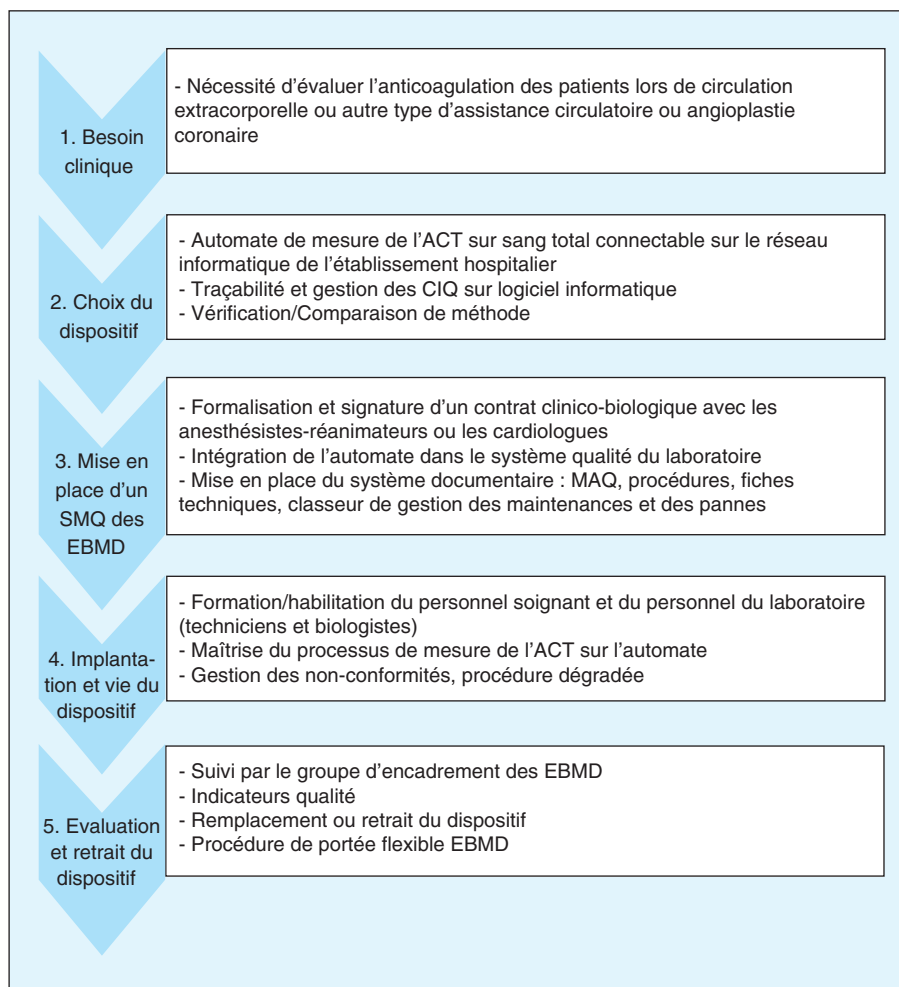 1. Besoin
clinique
- Nécessité d'évaluer l'anticoagulation des patients lors de circulation
extracorporelle ou autre type d'assistance circulatoire ou angioplastie
coronaire
2. Choix du
dispositif
- Automate de mesure de l'ACT sur sang total connectable sur le réseau
informatique de l'établissement hospitalier
- Traçabilité et gestion des CIQ sur logiciel informatique
- Vérification/Comparaison de méthode
3. Mise en
place d'un
SMQ des
EBMD
- Formalisation et signature d'un contrat clinico-biologique avec les
anesthésistes-réanimateurs ou les cardiologues
- Intégration de l'automate dans le système qualité du laboratoire
- Mise en place du système documentaire : MAQ, procédures, fiches
techniques, classeur de gestion des maintenances et des pannes
4. Implanta-
tion et vie du
dispositif
- Formation/habilitation du personnel soignant et du personnel du laboratoire
(techniciens et biologistes)
- Maîtrise du processus de mesure de l'ACT sur l'automate
- Gestion des non-conformités, procédure dégradée
5. Evaluation
et retrait du
dispositif
- Suivi par le groupe d'encadrement des EBMD
- Indicateurs qualité
- Remplacement ou retrait du dispositif
- Procédure de portée flexible EBMD